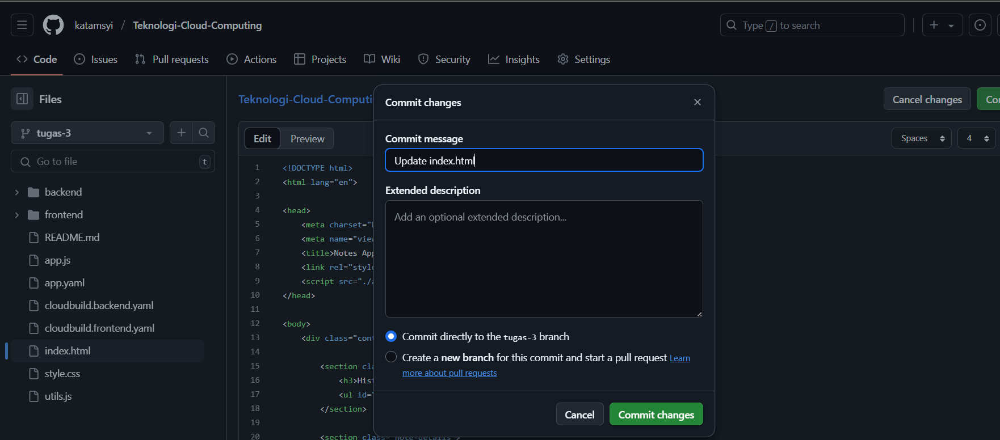 katamsyi / Teknologi-Cloud-Computing
Type / to search
Code Issues Pull requests Actions Projects Wiki Security Insights Settings
Files
tugas-3
Go to file t
backend
frontend
README.md
app.js
app.yaml
cloudbuild.backend.yaml
cloudbuild.frontend.yaml
index.html
style.css
utils.js
Teknologi-Cloud-Computi
Cancel changes
Edit Preview
Spaces 4
1 <!DOCTYPE html>
2 <html lang="en">
3
4 <head>
5 <meta charset="
6 <meta name="view
7 <title>Notes App
8 <link rel="style
9 <script src="./a
10 </head>
11
12 <body>
13 <div class="cont
14
15 <section cla
16 <h3>Hist
17 <ul id="
18 </section>
19
20 <section class="note-details">
Commit changes
Commit message
Update index.html
Extended description
Add an optional extended description...
Commit directly to the tugas-3 branch
Create a new branch for this commit and start a pull request Learn
more about pull requests
Cancel Commit changes